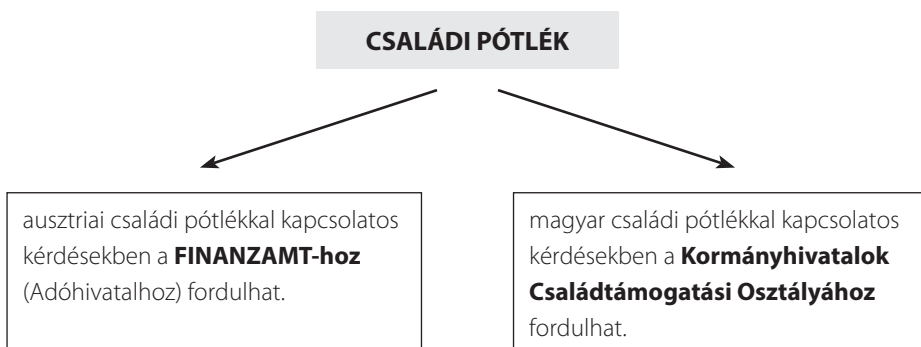 CSALÁDI PÓTLÉK
ausztriai családi pótlékkal kapcsolatos
kérdésekben a FINANZAMT-hoz
(Adóhivatalhoz) fordulhat.
magyar családi pótlékkal kapcsolatos
kérdésekben a Kormányhivatalok
Családtámogatási Osztályához
fordulhat.